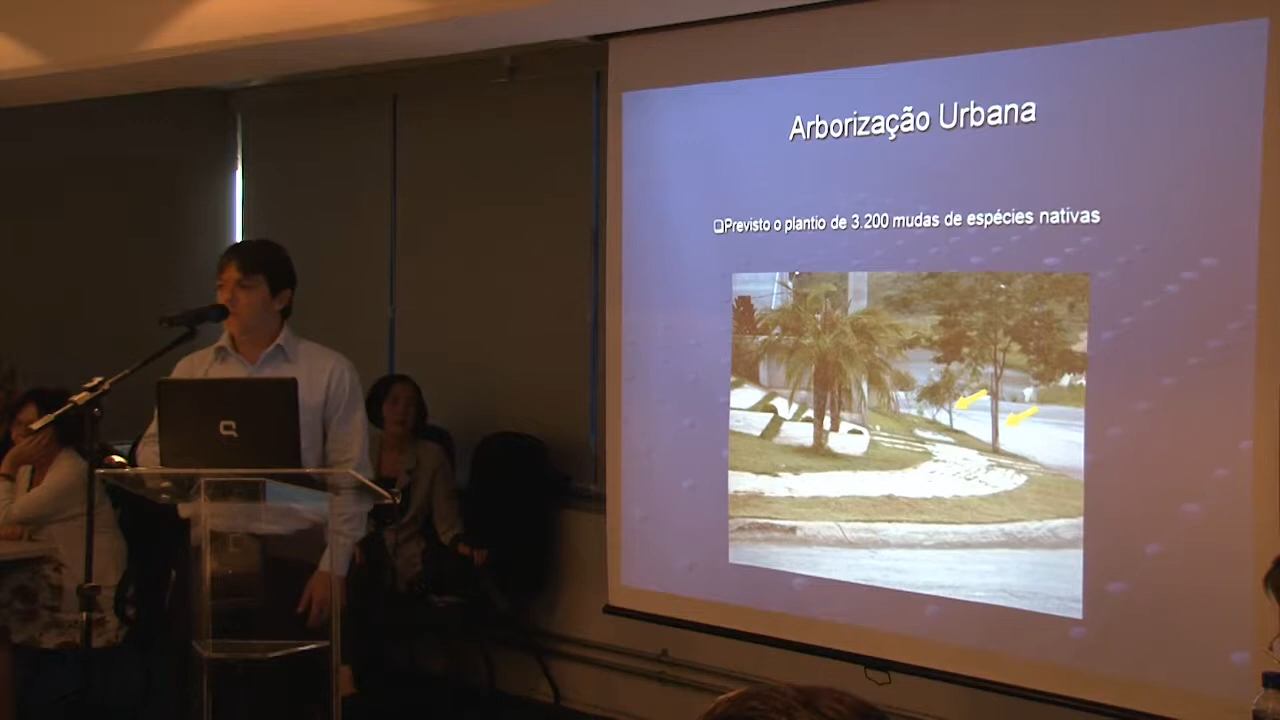 Arborização Urbana
❑Previsto o plantio de 3.200 mudas de espécies nativas